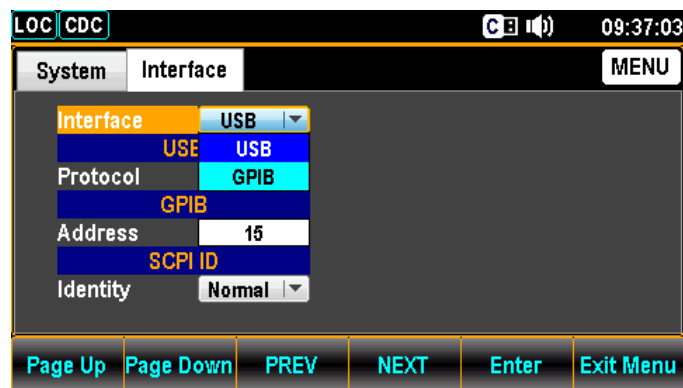 LOC CDC C 09:37:03
System Interface MENU
Interface USB
USB
Protocol GPIB
GPIB
Address 15
SCPI ID
Identity Normal
Page Up Page Down PREV NEXT Enter Exit Menu